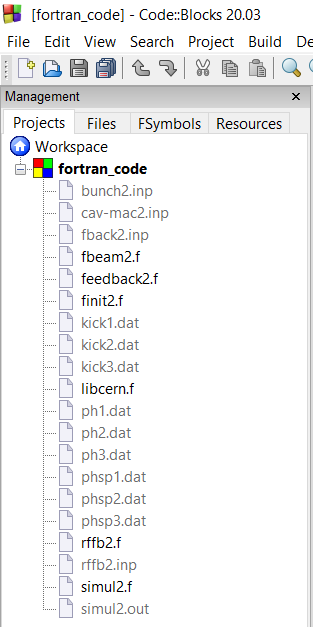 [fortran_code] - Code::Blocks 20.03
File Edit View Search Project Build De
Management
Projects Files FSymbols Resources
Workspace
fortran_code
bunch2.inp
cav-mac2.inp
fback2.inp
fbeam2.f
feedback2.f
finit2.f
kick1.dat
kick2.dat
kick3.dat
libcern.f
ph1.dat
ph2.dat
ph3.dat
phsp1.dat
phsp2.dat
phsp3.dat
rffb2.f
rffb2.inp
simul2.f
simul2.out